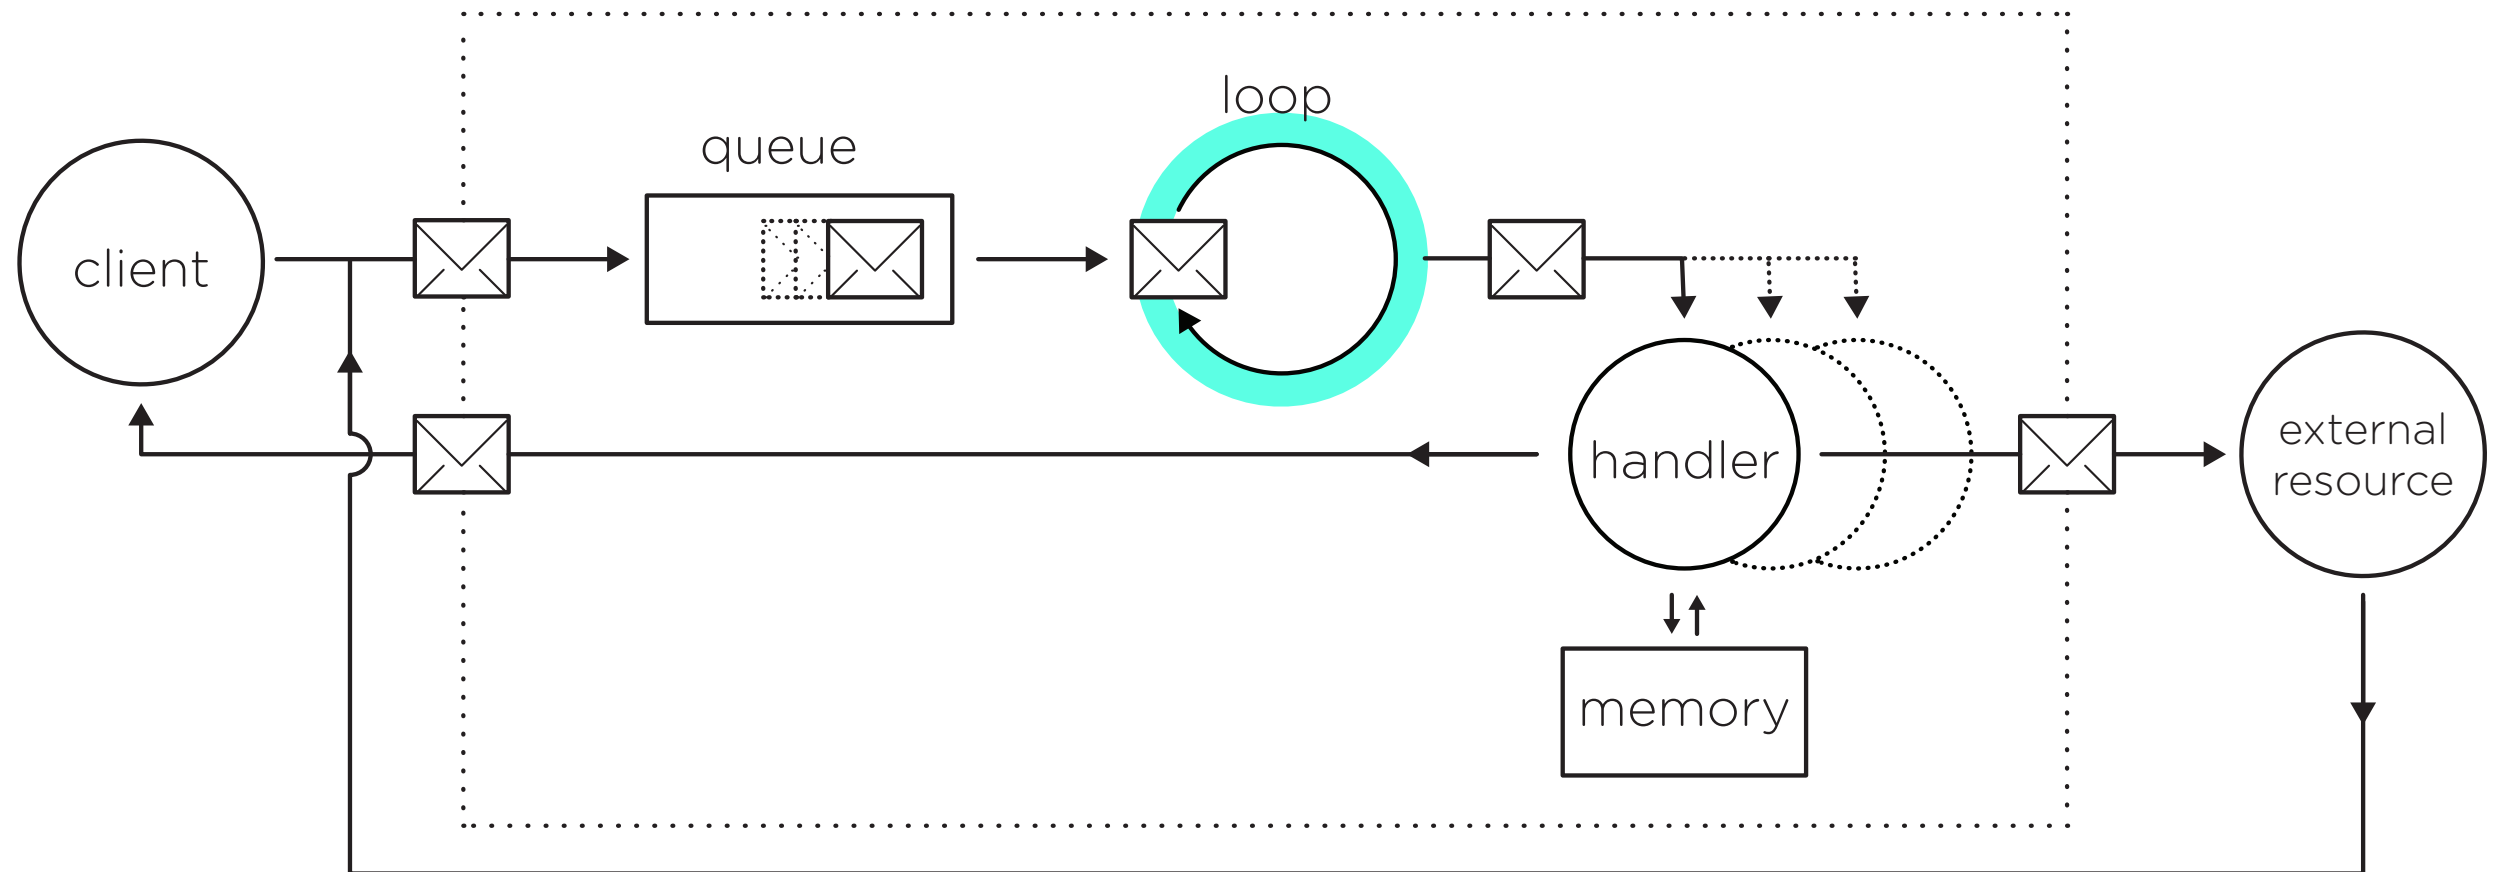 loop
queue
client
external
resource
handler
memory